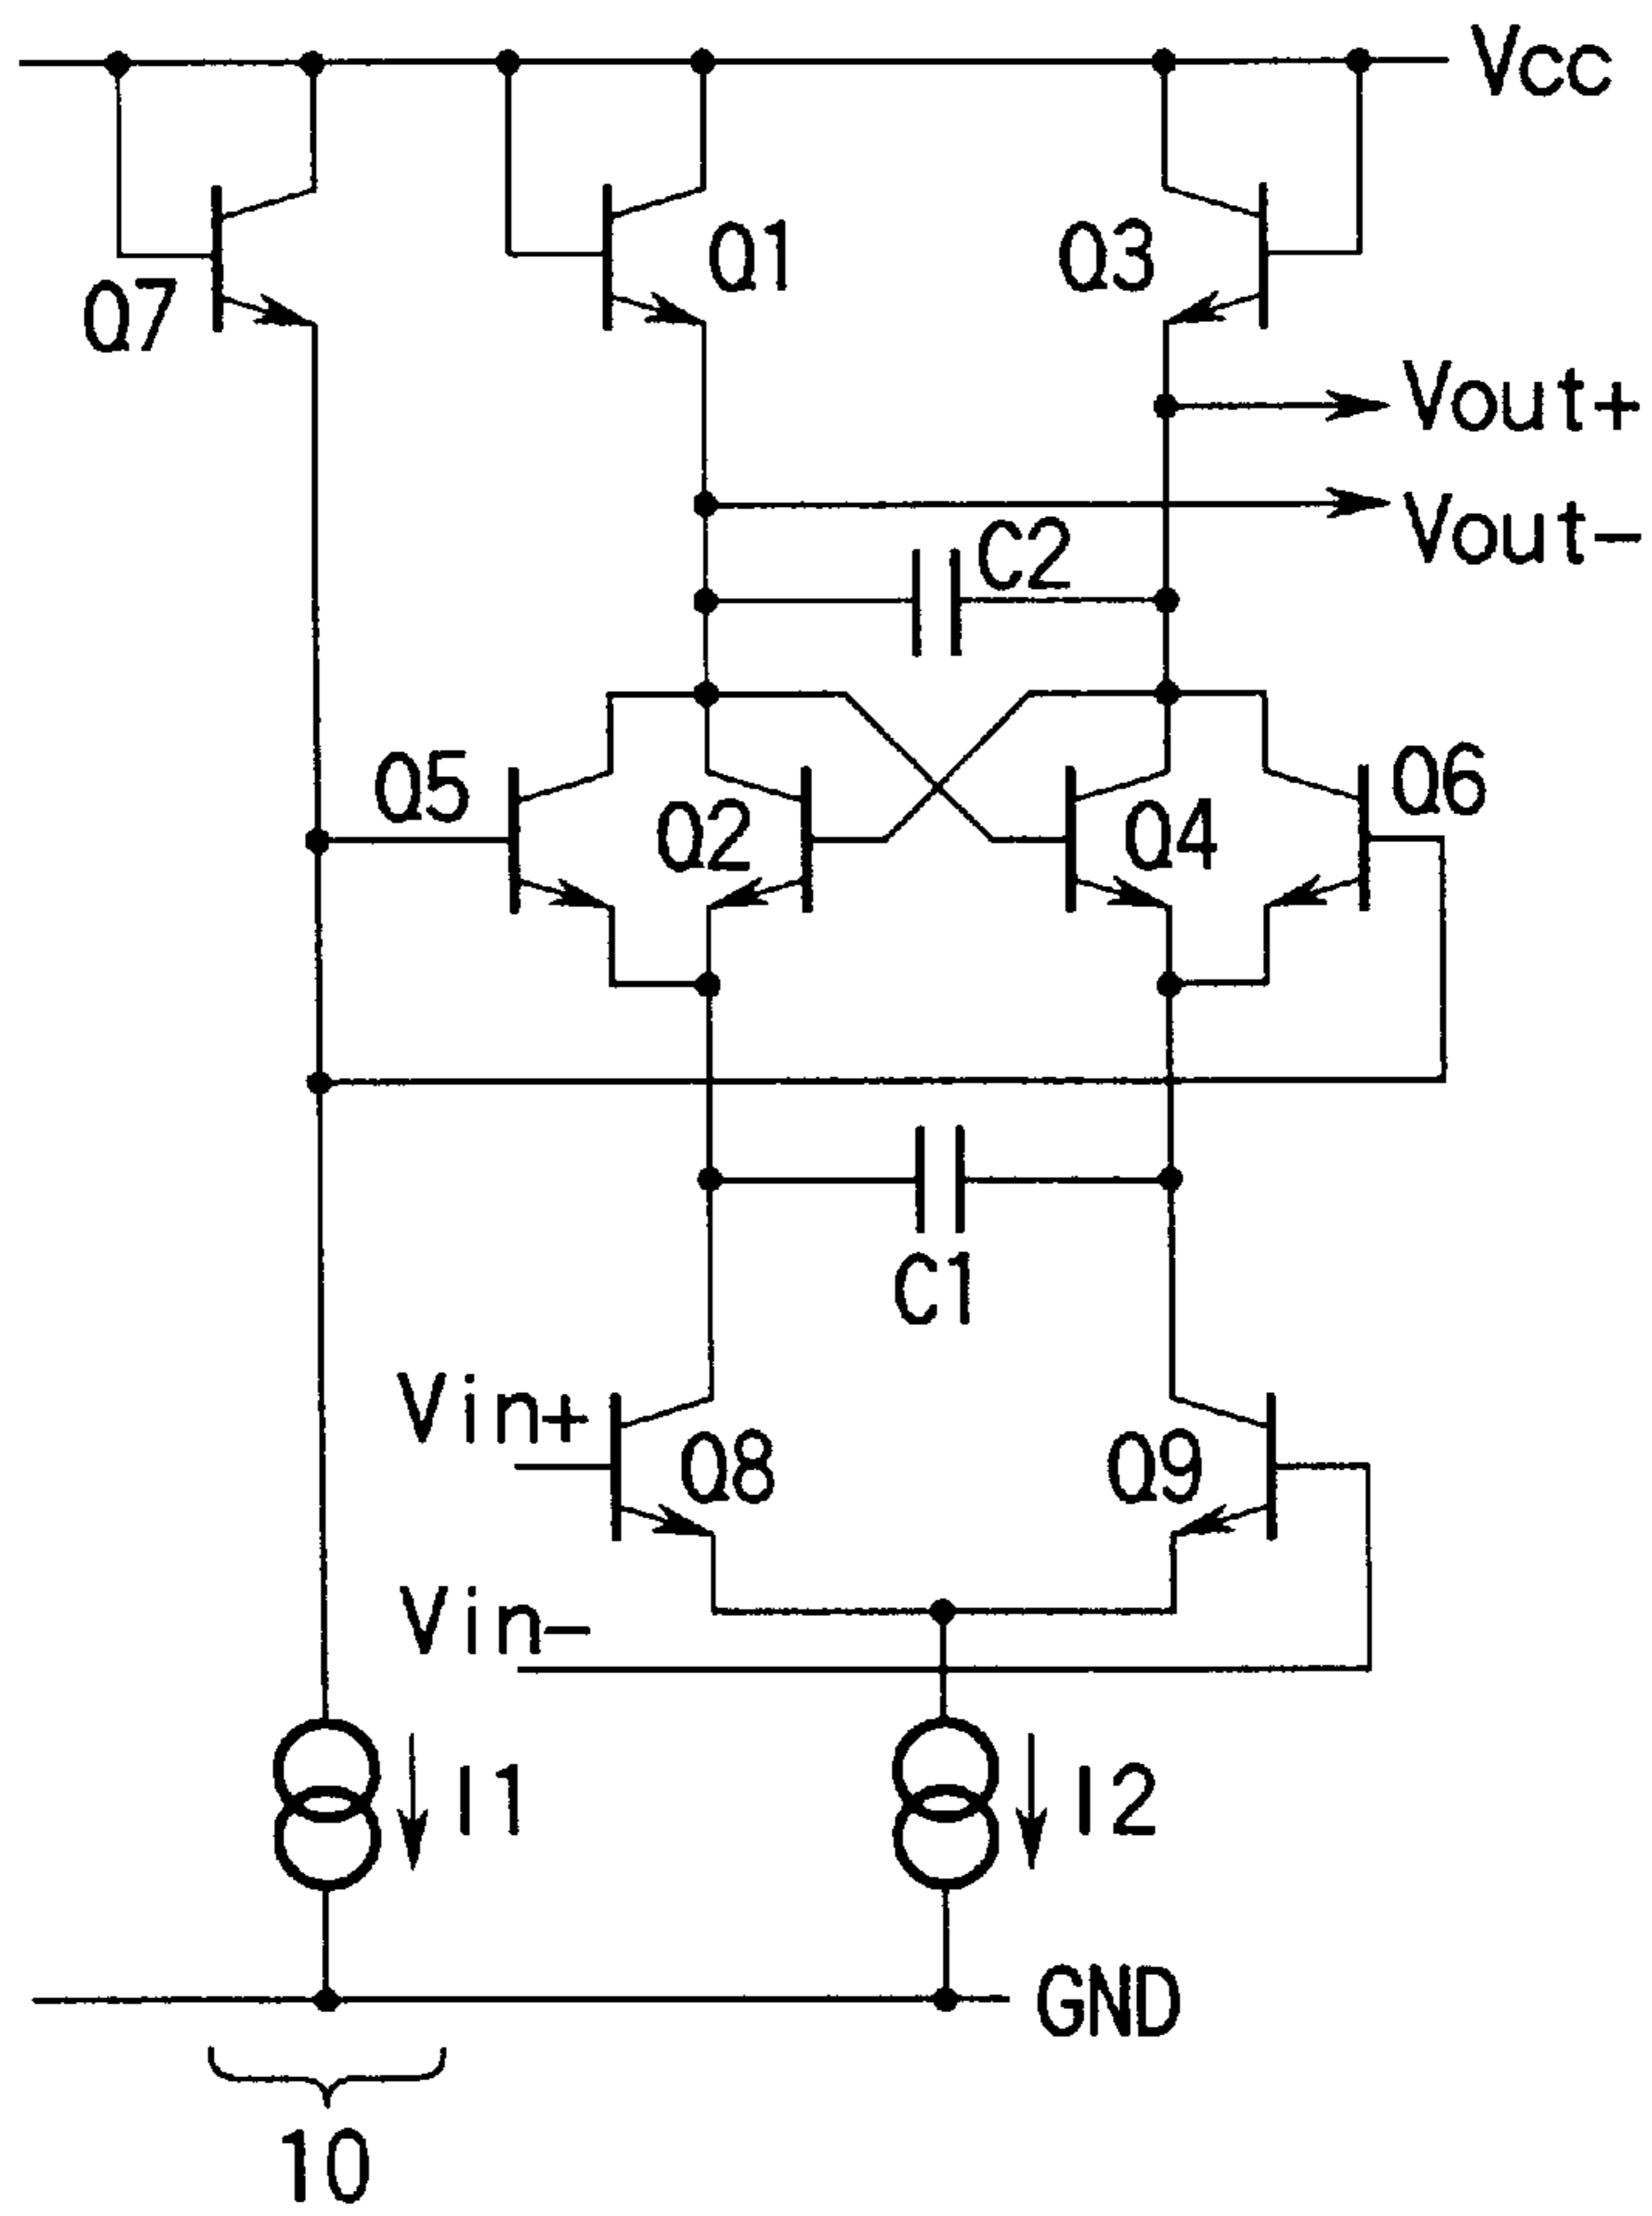 Vcc
Q1
Q3
Q7
Vout+
Vout-
C2
Q5
Q2
Q4
Q6
C1
Vin+
Q8
Q9
Vin-
I1
I2
GND
10